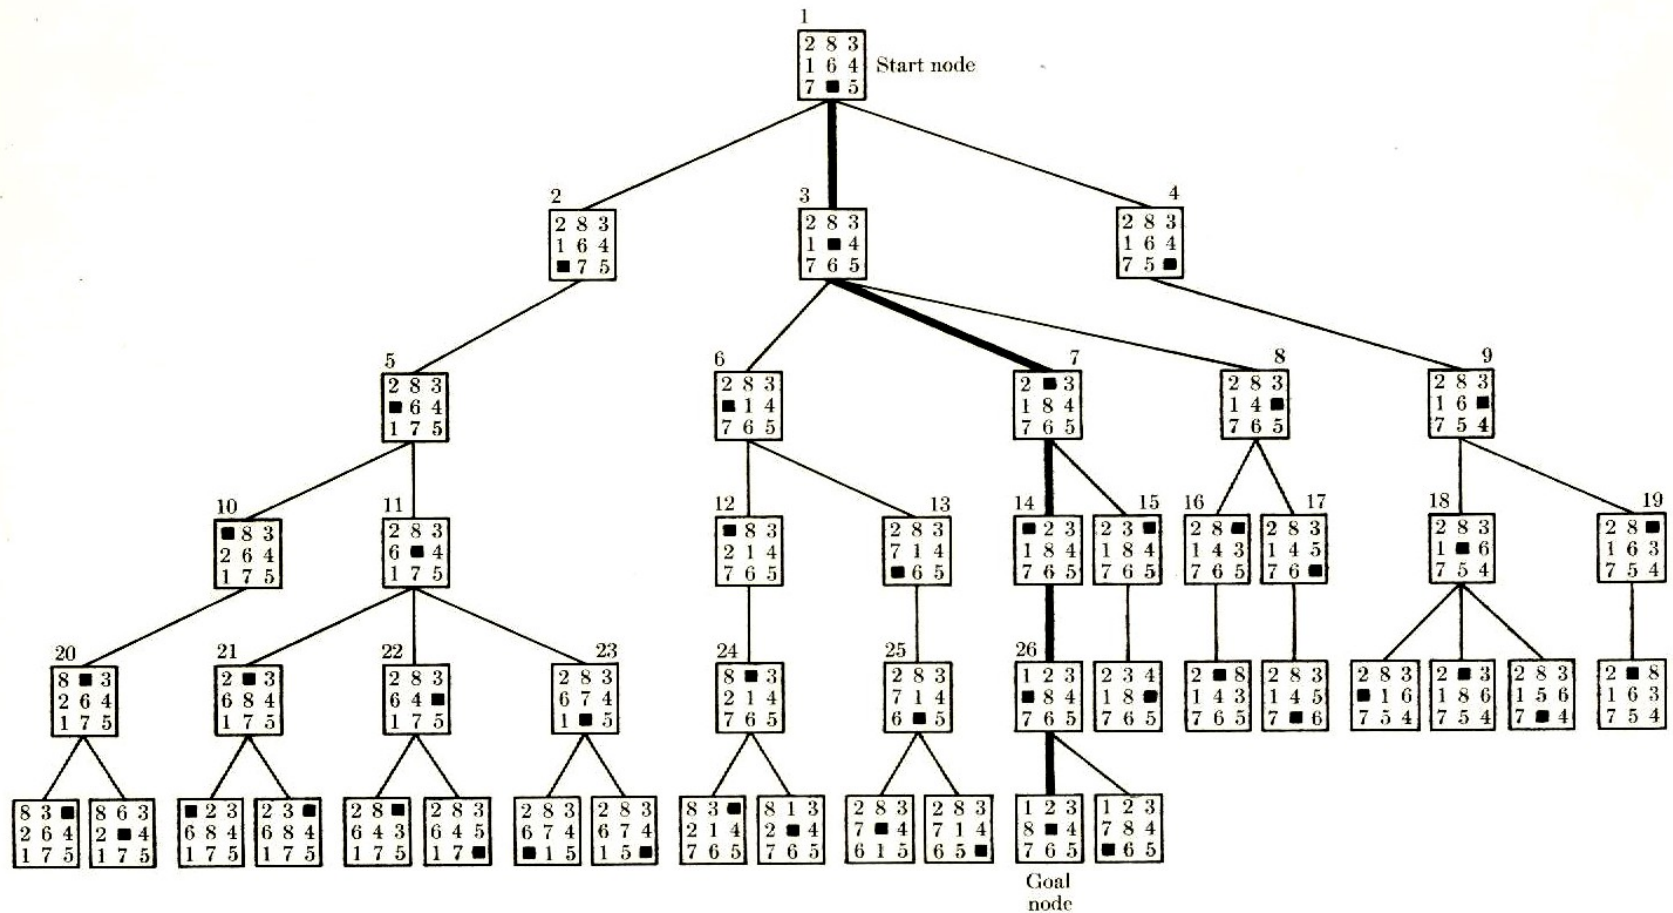 1
2 8 3
1 6 4
7 ■ 5
Start node
2
2 8 3
1 6 4
■ 7 5
3
2 8 3
1 ■ 4
7 6 5
4
2 8 3
1 6 4
7 5 ■
5
2 8 3
■ 6 4
1 7 5
6
2 8 3
■ 1 4
7 6 5
7
2 ■ 3
1 8 4
7 6 5
8
2 8 3
1 4 ■
7 6 5
9
2 8 3
1 6 ■
7 5 4
10
■ 8 3
2 6 4
1 7 5
11
2 8 3
6 ■ 4
1 7 5
12
■ 8 3
2 1 4
7 6 5
13
2 8 3
7 1 4
■ 6 5
14
■ 2 3
1 8 4
7 6 5
15
2 3 ■
1 8 4
7 6 5
16
2 8 ■
1 4 3
7 6 5
17
2 8 3
1 4 5
7 6 ■
18
2 8 3
1 ■ 6
7 5 4
19
2 8 ■
1 6 3
7 5 4
20
8 ■ 3
2 6 4
1 7 5
21
2 ■ 3
6 8 4
1 7 5
22
2 8 3
6 4 ■
1 7 5
23
2 8 3
6 7 4
1 ■ 5
24
8 ■ 3
2 1 4
7 6 5
25
2 8 3
7 1 4
6 ■ 5
26
1 2 3
■ 8 4
7 6 5
2 3 4
1 8 ■
7 6 5
2 ■ 8
1 4 3
7 6 5
2 8 3
1 4 5
7 ■ 6
2 8 3
■ 1 6
7 5 4
2 ■ 3
1 8 6
7 5 4
2 8 3
1 5 6
7 ■ 4
2 ■ 8
1 6 3
7 5 4
8 3 ■
2 6 4
1 7 5
8 6 3
2 ■ 4
1 7 5
■ 2 3
6 8 4
1 7 5
2 3 ■
6 8 4
1 7 5
2 8 ■
6 4 3
1 7 5
2 8 3
6 4 5
1 7 ■
2 8 3
6 7 4
■ 1 5
2 8 3
6 7 4
1 5 ■
8 3 ■
2 1 4
7 6 5
8 1 3
2 ■ 4
7 6 5
2 8 3
7 ■ 4
6 1 5
2 8 3
7 1 4
6 5 ■
1 2 3
8 ■ 4
7 6 5
1 2 3
7 8 4
■ 6 5
Goal
node